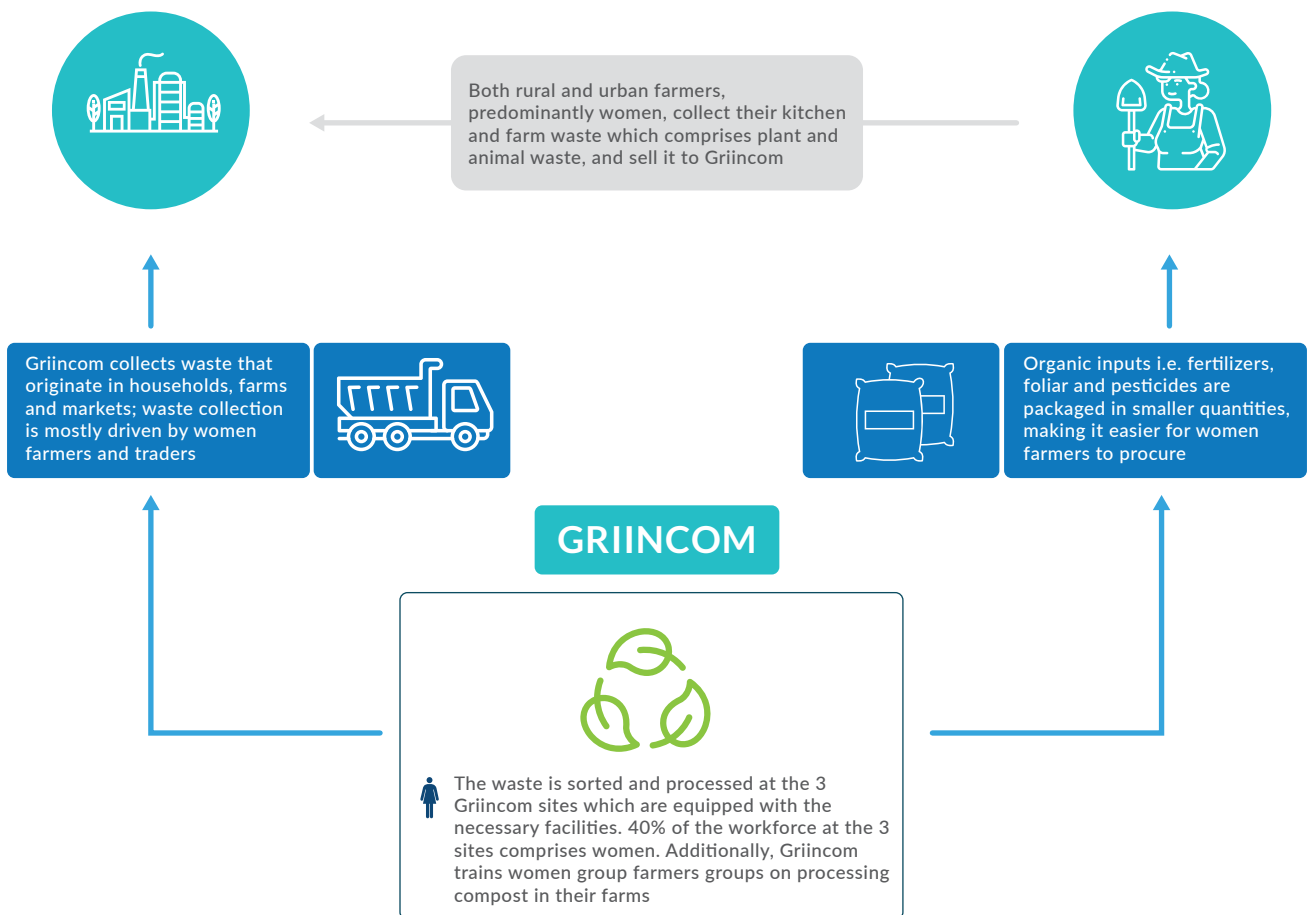 Both rural and urban farmers,
predominantly women, collect their kitchen
and farm waste which comprises plant and
animal waste, and sell it to Griincom
Griincom collects waste that
originate in households, farms
and markets; waste collection
is mostly driven by women
farmers and traders
Organic inputs i.e. fertilizers,
foliar and pesticides are
packaged in smaller quantities,
making it easier for women
farmers to procure
GRIINCOM
The waste is sorted and processed at the 3
Griincom sites which are equipped with the
necessary facilities. 40% of the workforce at the 3
sites comprises women. Additionally, Griincom
trains women group farmers groups on processing
compost in their farms